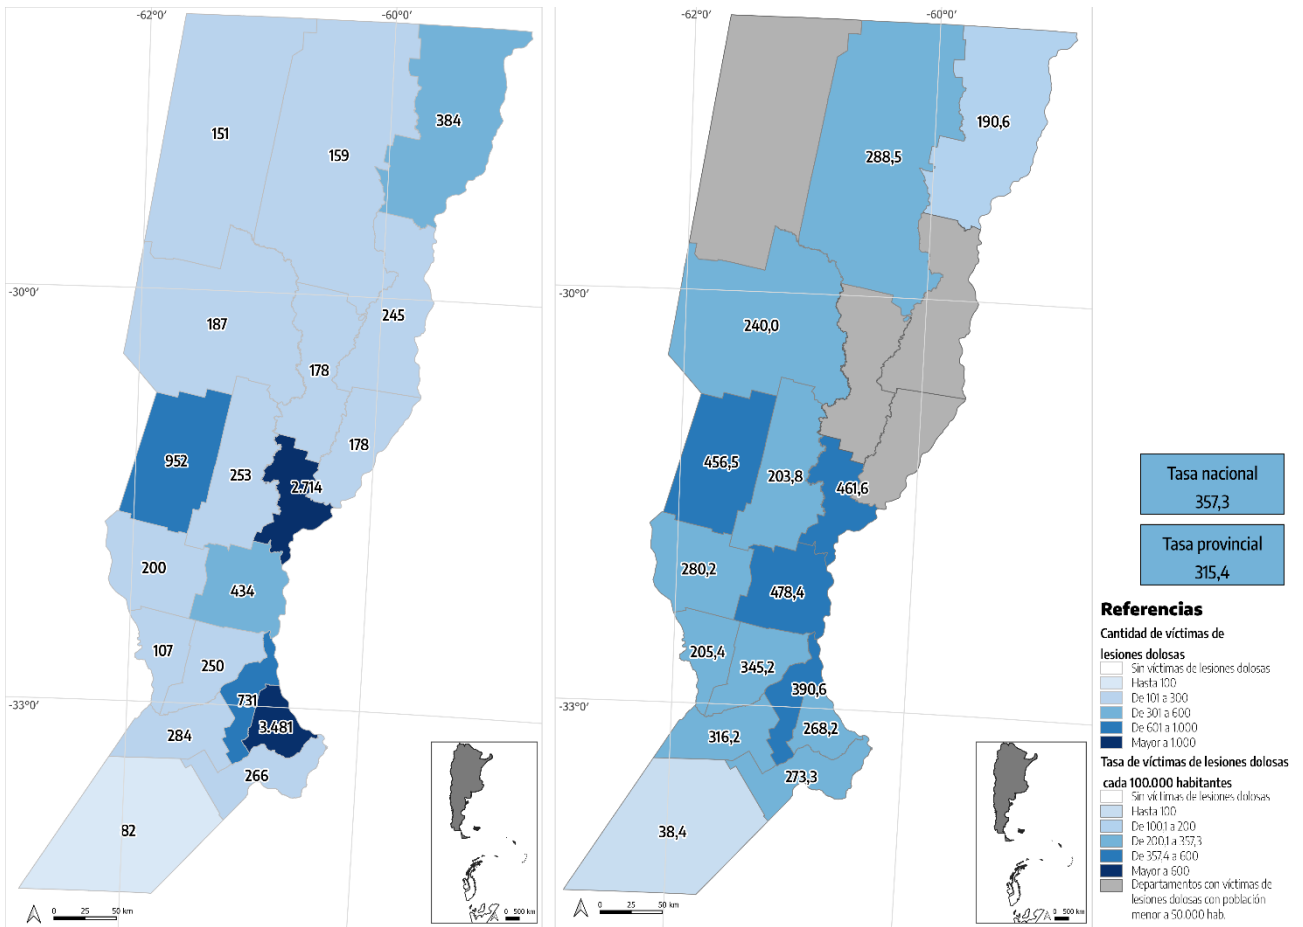 -62°0'
-60°0'
151
159
384
-30°0'
187
245
178
178
952
253
2.714
200
434
107
250
731
-33°0'
3.481
284
266
82
0 25 50 km
0 500 km
-62°0'
-60°0'
190,6
288,5
-30°0'
240,0
456,5
203,8
461,6
280,2
478,4
205,4
345,2
390,6
-33°0'
316,2
268,2
273,3
38,4
0 25 50 km
0 500 km
Tasa nacional
357,3
Tasa provincial
315,4
Referencias
Cantidad de víctimas de
lesiones dolosas
Sin víctimas de lesiones dolosas
Hasta 100
De 101 a 300
De 301 a 600
De 601 a 1.000
Mayor a 1.000
Tasa de víctimas de lesiones dolosas
cada 100.000 habitantes
Sin víctimas de lesiones dolosas
Hasta 100
De 100,1 a 200
De 200,1 a 357,3
De 357,4 a 600
Mayor a 600
Departamentos con víctimas de
lesiones dolosas con población
menor a 50.000 hab.